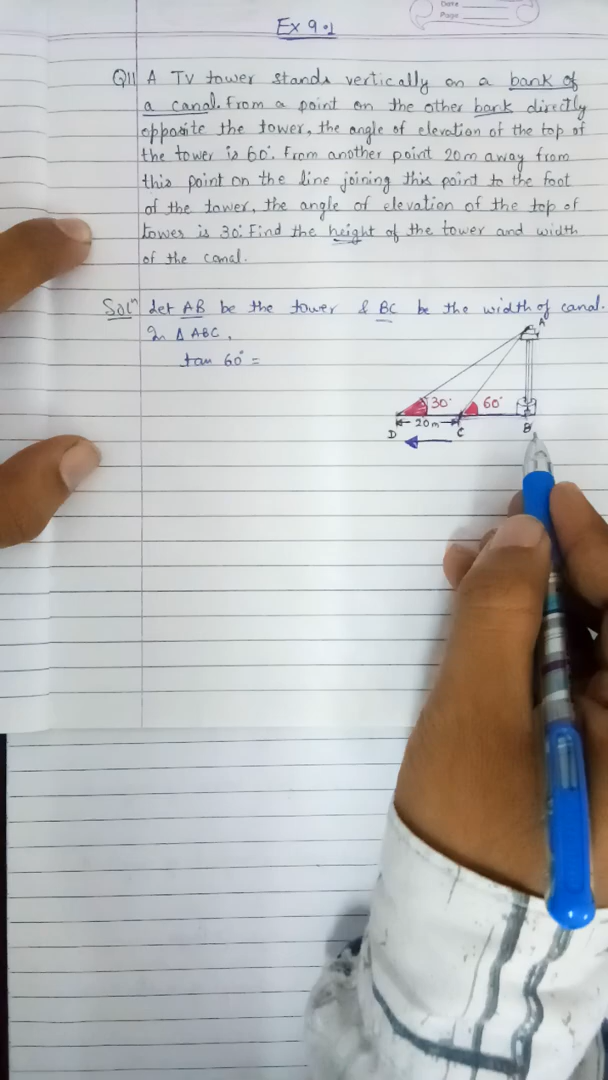 Date
Page
Ex 9.1
Q11 A TV tower stands vertically on a bank of
a canal. From a point on the other bank directly
opposite the tower, the angle of elevation of the top of
the tower is 60°. From another point 20m away from
this point on the line joining this point to the foot
of the tower, the angle of elevation of the top of
tower is 30°. Find the height of the tower and width
of the canal.
Solⁿ Let AB be the tower & BC be the width of canal.
In Δ ABC,
tan 60° =
A
30° 60°
20m
D C B